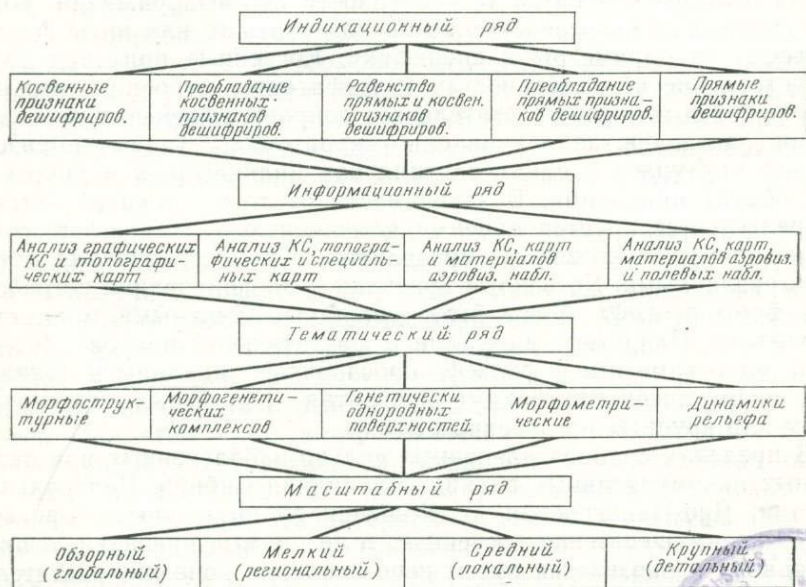 Индикационный ряд
Косвенные признаки дешифриров.
Преобладание косвенных признаков дешифриров.
Равенство прямых и косвен. признаков дешифриров.
Преобладание прямых призна-ков дешифриров.
Прямые признаки дешифриров.
Информационный ряд
Анализ графических КС и топографи-ческих карт
Анализ КС, топогра-фических и специаль-ных карт
Анализ КС, карт и материалов аэровиз. набл.
Анализ КС, карт, материалов аэровиз. и полевых набл.
Тематический ряд
Морфострук-турные
Морфогенети-ческих комплексов
Генетически однородных поверхностей
Морфометри-ческие
Динамики рельефа
Масштабный ряд
Обзорный (глобальный)
Мелкий (региональный)
Средний (локальный)
Крупный (детальный)